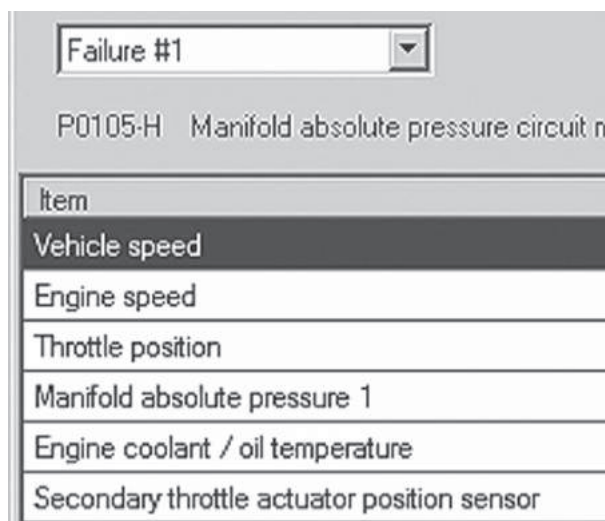 Failure #1
P0105-H Manifold absolute pressure circuit
Item
Vehicle speed
Engine speed
Throttle position
Manifold absolute pressure 1
Engine coolant / oil temperature
Secondary throttle actuator position sensor